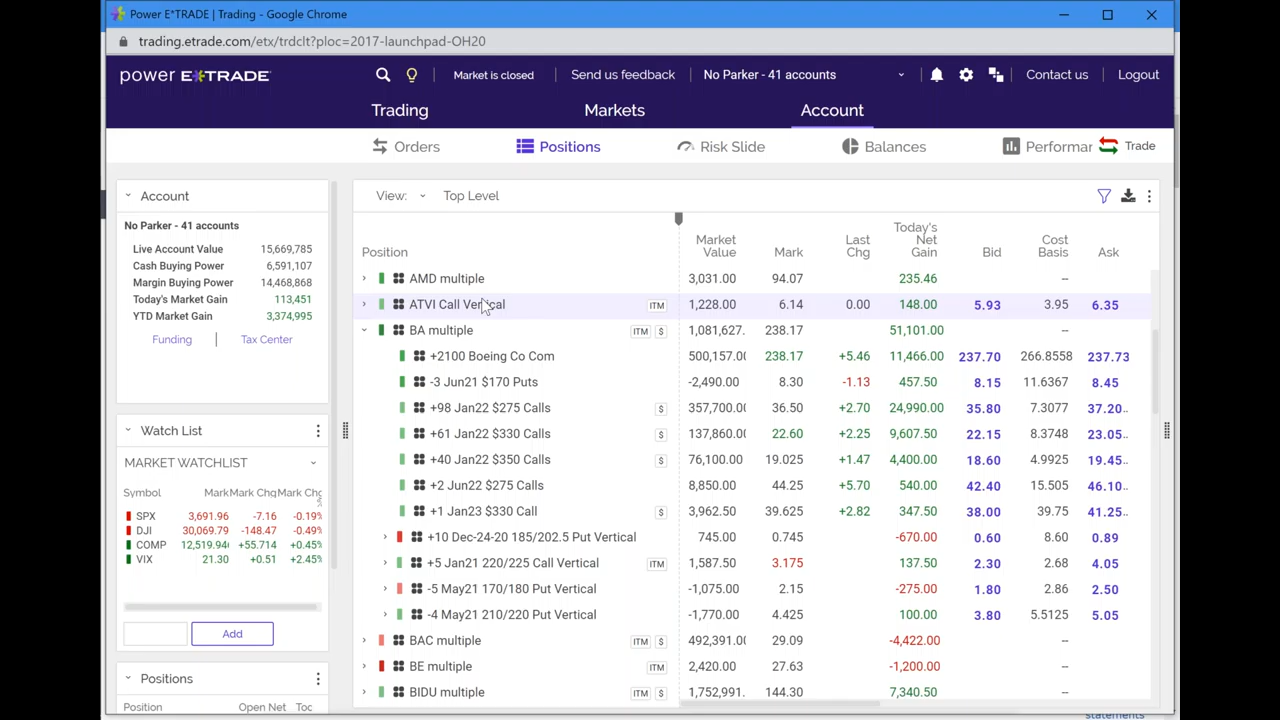 Power E*TRADE | Trading - Google Chrome
trading.etrade.com/etx/trdclt?ploc=2017-launchpad-OH20
power E*TRADE
Market is closed Send us feedback No Parker - 41 accounts Contact us Logout
Trading Markets Account
Orders Positions Risk Slide Balances Performar Trade
Account
No Parker - 41 accounts
Live Account Value 15,669,785
Cash Buying Power 6,591,107
Margin Buying Power 14,468,868
Today's Market Gain 113,451
YTD Market Gain 3,374,995
Funding Tax Center
Watch List
MARKET WATCHLIST
Symbol Mark Mark Chg Mark Chg
SPX 3,691.96 -7.16 -0.19%
DJI 30,069.79 -148.47 -0.49%
COMP 12,519.94 +55.714 +0.45%
VIX 21.30 +0.51 +2.45%
Add
Positions
Position Open Net Toc
View: Top Level
Position Market Value Mark Last Chg Today's Net Gain Bid Cost Basis Ask
AMD multiple 3,031.00 94.07 235.46 --
ATVI Call Vertical ITM 1,228.00 6.14 0.00 148.00 5.93 3.95 6.35
BA multiple ITM $ 1,081,627. 238.17 51,101.00 --
+2100 Boeing Co Com 500,157.00 238.17 +5.46 11,466.00 237.70 266.8558 237.73
-3 Jun21 $170 Puts -2,490.00 8.30 -1.13 457.50 8.15 11.6367 8.45
+98 Jan22 $275 Calls $ 357,700.00 36.50 +2.70 24,990.00 35.80 7.3077 37.20..
+61 Jan22 $330 Calls $ 137,860.00 22.60 +2.25 9,607.50 22.15 8.3748 23.05..
+40 Jan22 $350 Calls $ 76,100.00 19.025 +1.47 4,400.00 18.60 4.9925 19.45..
+2 Jun22 $275 Calls 8,850.00 44.25 +5.70 540.00 42.40 15.505 46.10..
+1 Jan23 $330 Call $ 3,962.50 39.625 +2.82 347.50 38.00 39.75 41.25..
+10 Dec-24-20 185/202.5 Put Vertical 745.00 0.745 -670.00 0.60 8.60 0.89
+5 Jan21 220/225 Call Vertical ITM 1,587.50 3.175 137.50 2.30 2.68 4.05
-5 May21 170/180 Put Vertical -1,075.00 2.15 -275.00 1.80 2.86 2.50
-4 May21 210/220 Put Vertical -1,770.00 4.425 100.00 3.80 5.5125 5.05
BAC multiple ITM $ 492,391.00 29.09 -4,422.00 --
BE multiple ITM 2,420.00 27.63 -1,200.00 --
BIDU multiple ITM $ 1,752,991. 144.30 7,340.50 --
statements